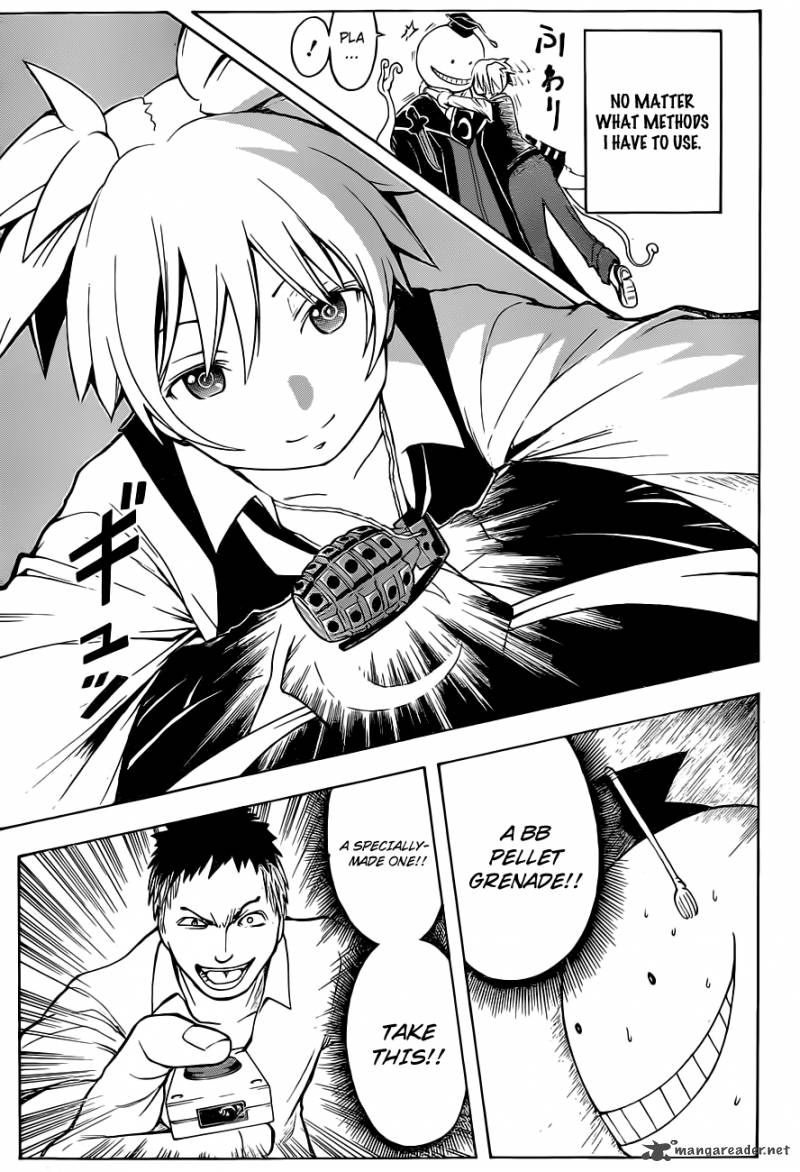 NO MATTER
WHAT METHODS
I HAVE TO USE.
ふわり
PLA
...
!
ギュッ
A BB
PELLET
GRENADE!!
A SPECIALLY-
MADE ONE!!
TAKE
THIS!!
mangareader.net